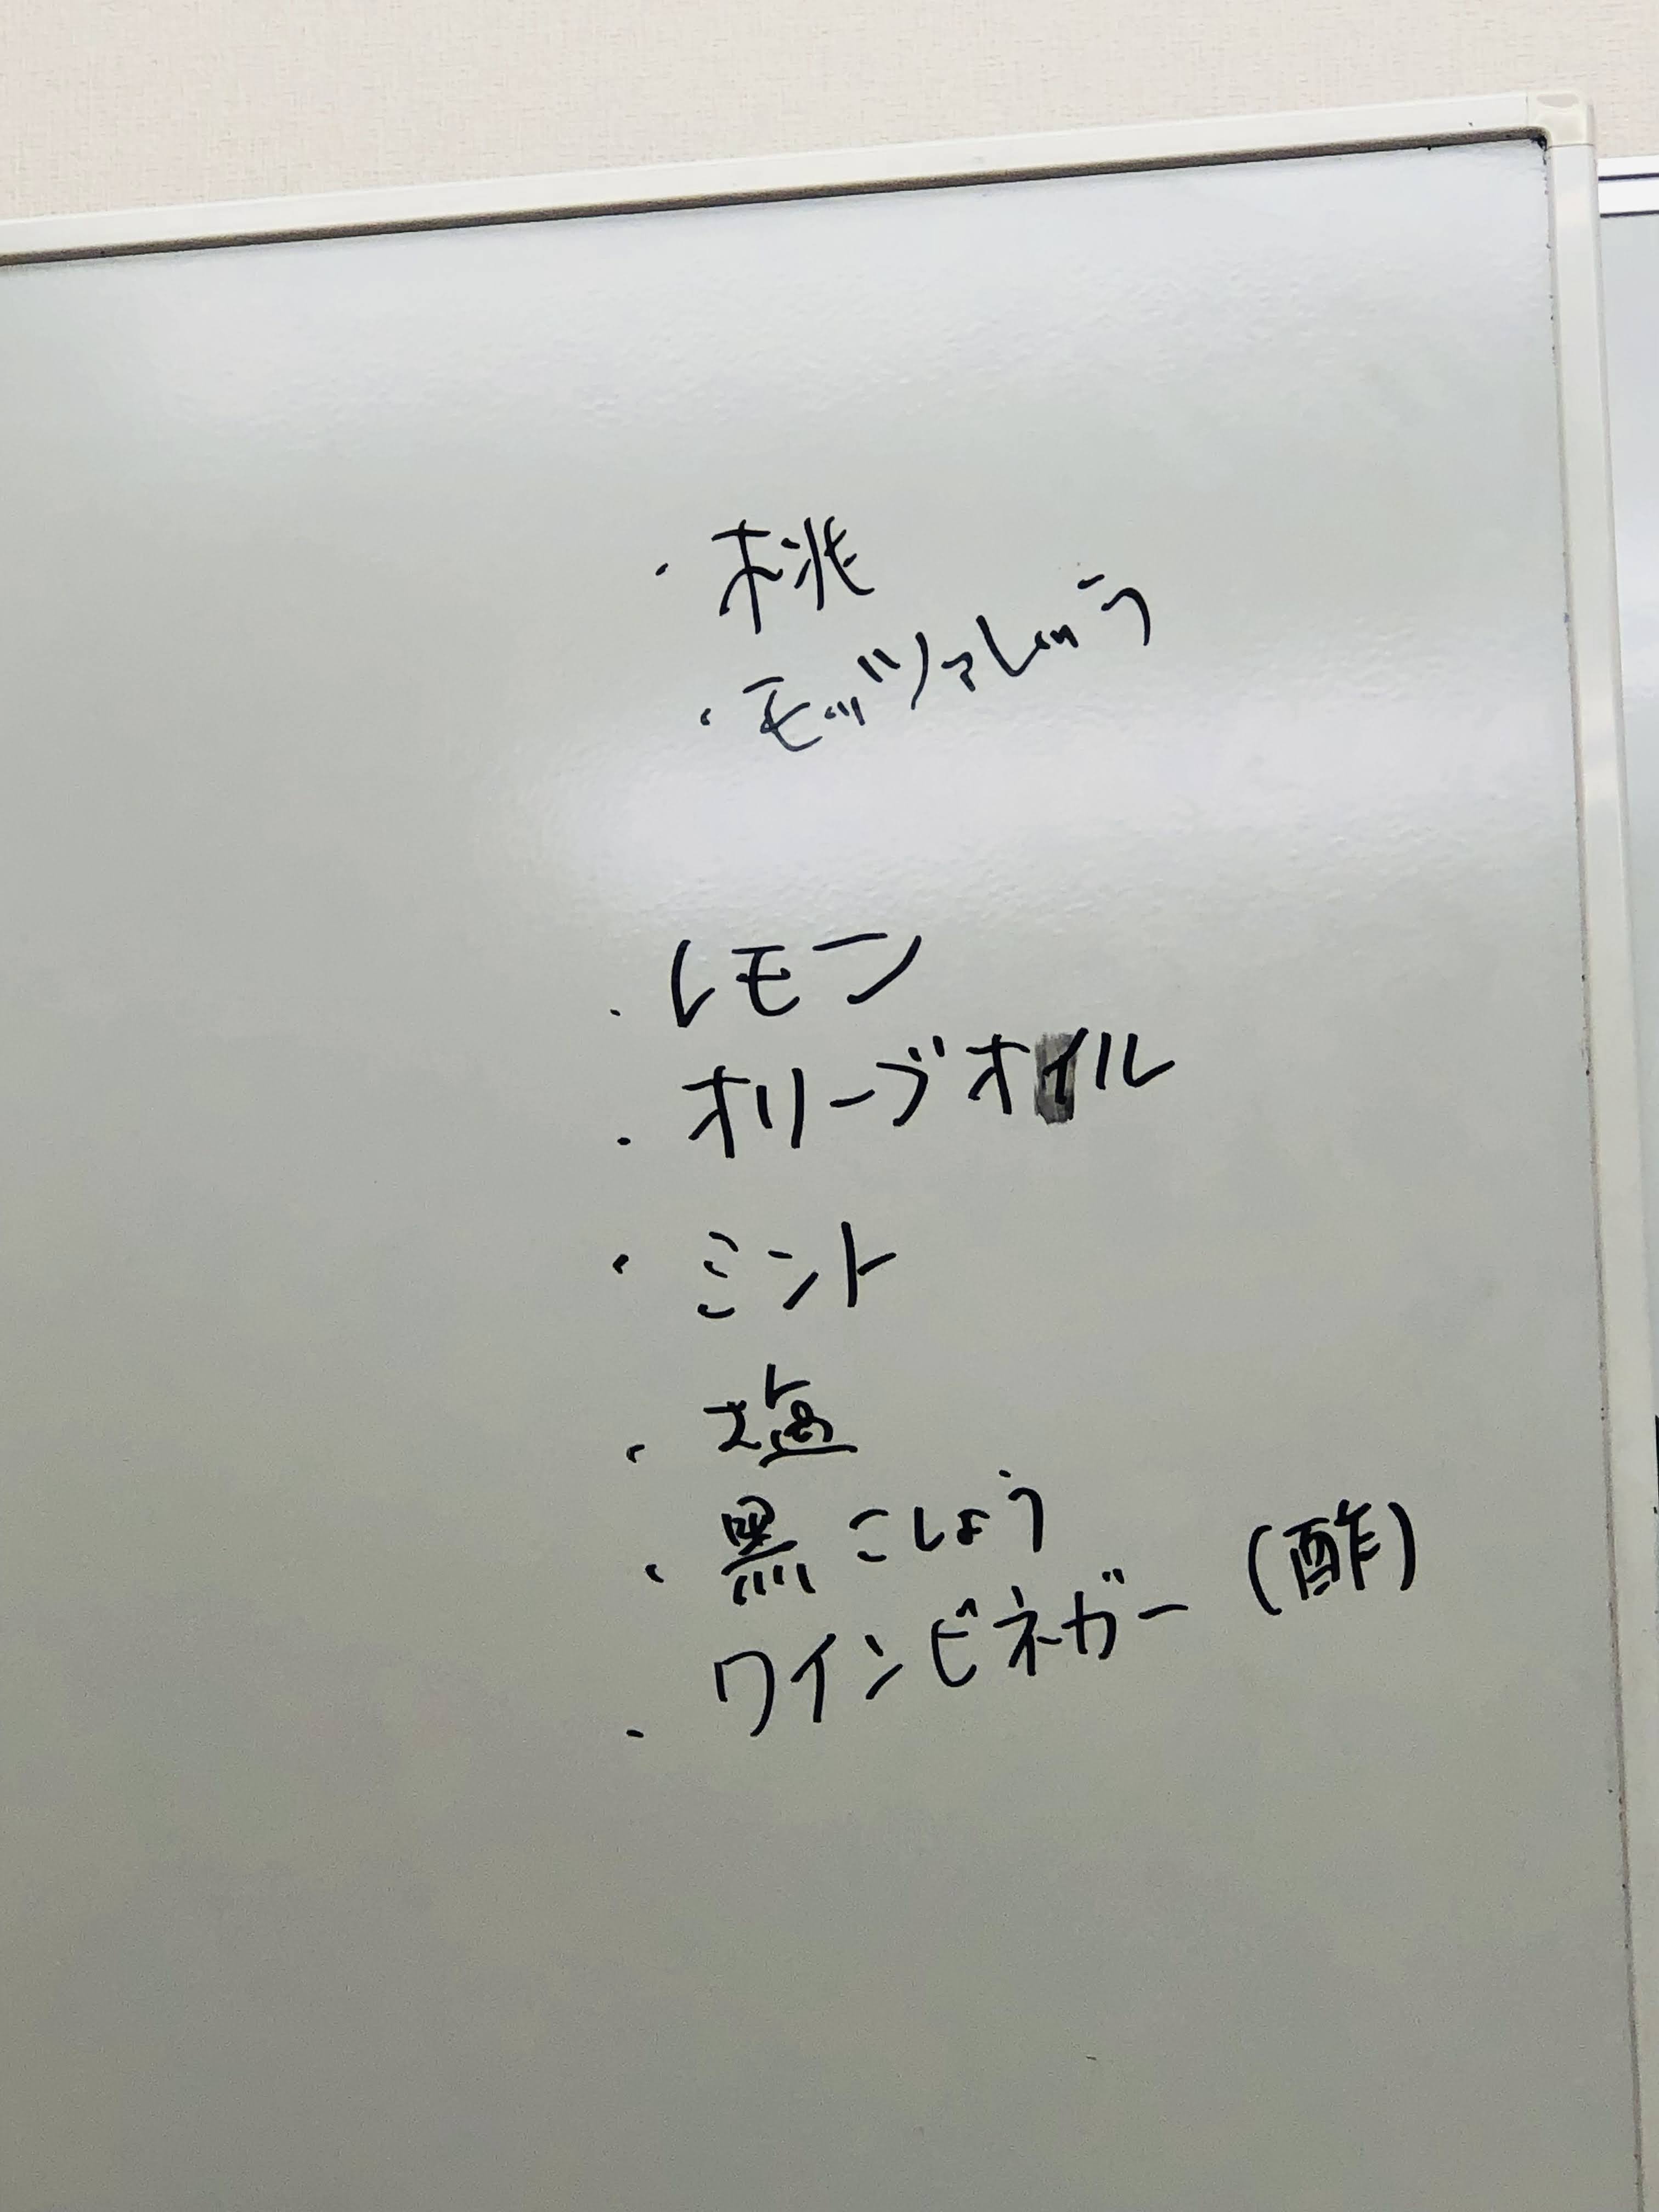 ・桃
・モッツァレラ
・レモン
・オリーブオイル
・ミント
・塩
・黒こしょう
・ワインビネガー (酢)